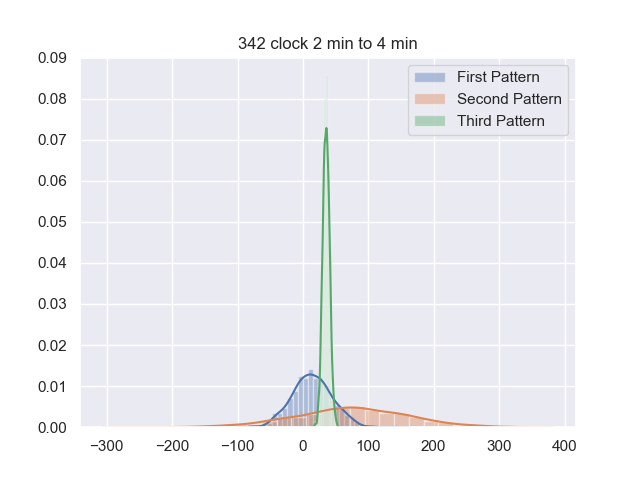 342 clock 2 min to 4 min
First Pattern
Second Pattern
Third Pattern
0.09
0.08
0.07
0.06
0.05
0.04
0.03
0.02
0.01
0.00
−300 −200 −100 0 100 200 300 400